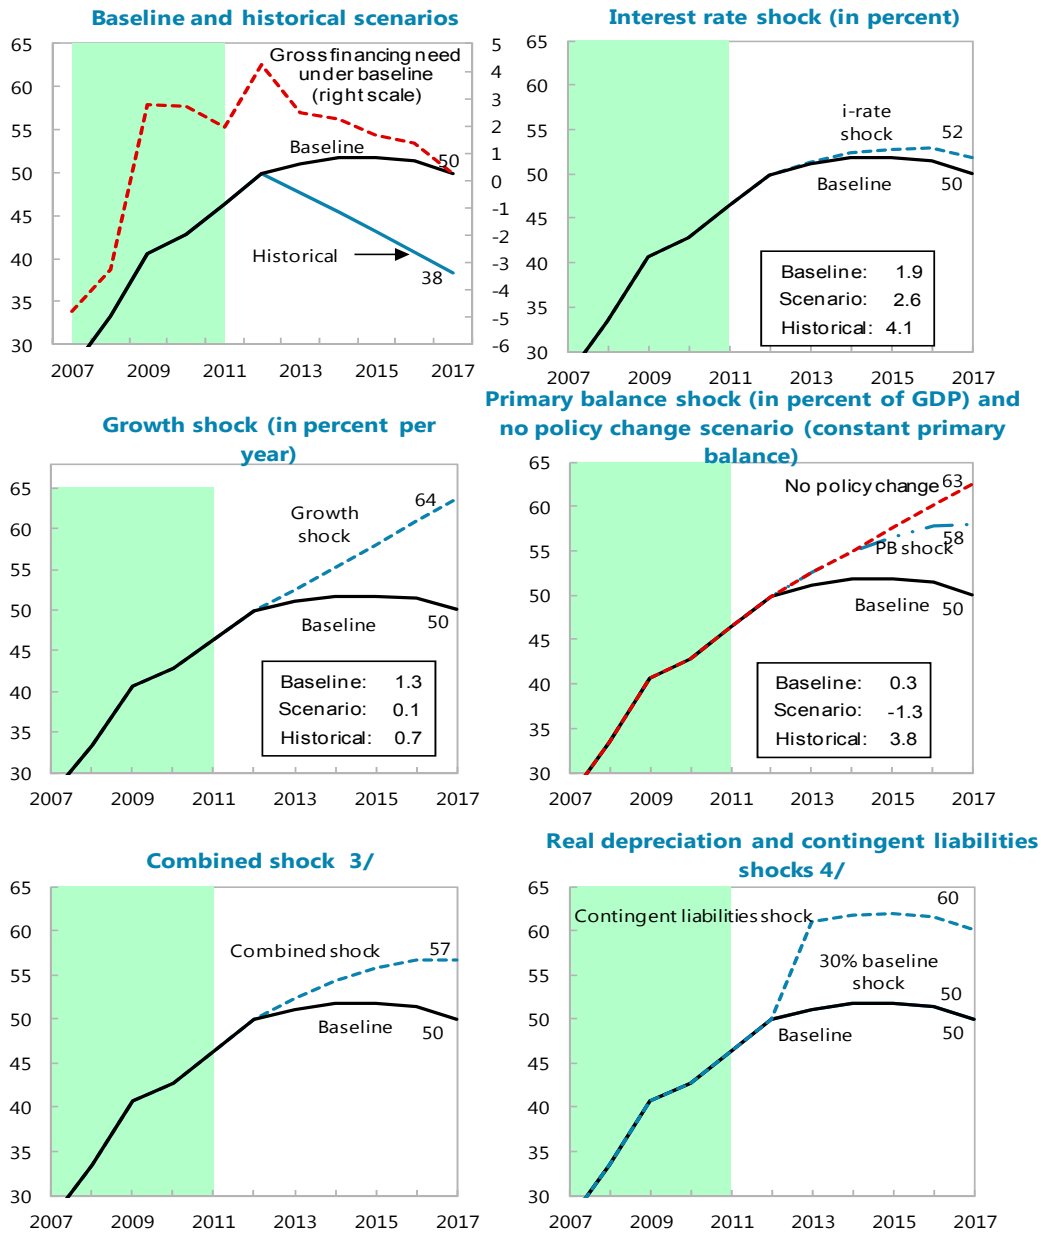 Baseline and historical scenarios
65
60
55
50
45
40
35
30
5
4
3
2
1
0
-1
-2
-3
-4
-5
-6
Gross financing need
under baseline
(right scale)
Baseline
50
Historical
38
2007 2009 2011 2013 2015 2017
Interest rate shock (in percent)
65
60
55
50
45
40
35
30
i-rate
shock
52
Baseline
50
Baseline: 1.9
Scenario: 2.6
Historical: 4.1
2007 2009 2011 2013 2015 2017
Growth shock (in percent per
year)
65
60
55
50
45
40
35
30
64
Growth
shock
Baseline
50
Baseline: 1.3
Scenario: 0.1
Historical: 0.7
2007 2009 2011 2013 2015 2017
Primary balance shock (in percent of GDP) and
no policy change scenario (constant primary
balance)
65
60
55
50
45
40
35
30
No policy change 63
58
PB shock
Baseline 50
Baseline: 0.3
Scenario: -1.3
Historical: 3.8
2007 2009 2011 2013 2015 2017
Combined shock 3/
65
60
55
50
45
40
35
30
Combined shock 57
Baseline
50
2007 2009 2011 2013 2015 2017
Real depreciation and contingent liabilities
shocks 4/
65
60
55
50
45
40
35
30
60
Contingent liabilities shock
30% baseline
shock
50
Baseline
50
2007 2009 2011 2013 2015 2017